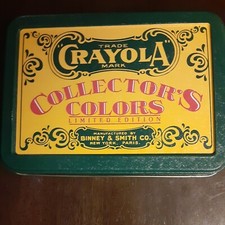 TRADE
"CRAYOLA"
MARK
COLLECTOR'S
COLORS
LIMITED EDITION
MANUFACTURED BY
BINNEY & SMITH CO.
NEW YORK, PARIS.